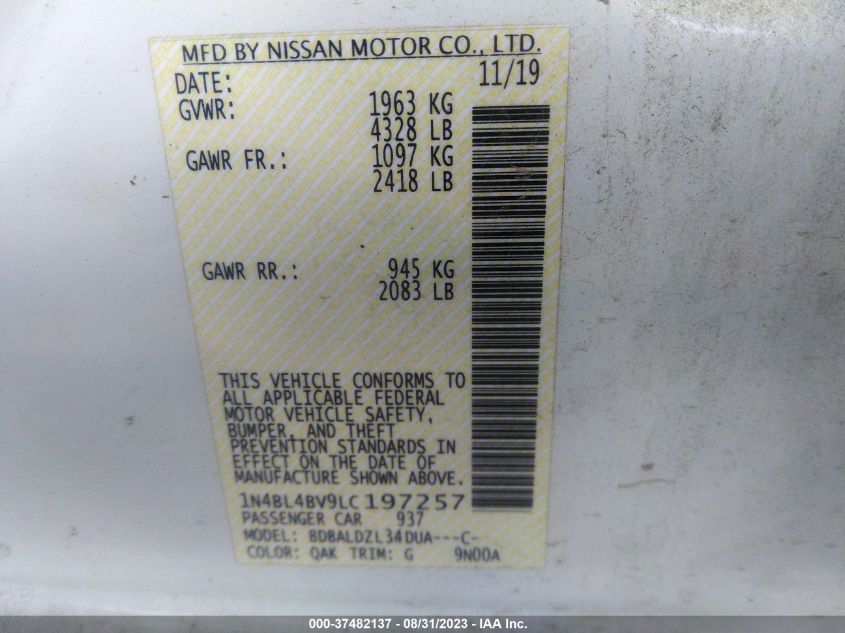 MFD BY NISSAN MOTOR CO., LTD.
DATE: 11/19
GVWR: 1963 KG
4328 LB
GAWR FR.: 1097 KG
2418 LB
GAWR RR.: 945 KG
2083 LB
THIS VEHICLE CONFORMS TO
ALL APPLICABLE FEDERAL
MOTOR VEHICLE SAFETY,
BUMPER, AND THEFT
PREVENTION STANDARDS IN
EFFECT ON THE DATE OF
MANUFACTURE SHOWN ABOVE.
1N4BL4BV9LC197257
PASSENGER CAR 937
MODEL: BDBALDZL34DUA---C-
COLOR: QAK TRIM: G 9N00A
000-37482137 - 08/31/2023 - IAA Inc.